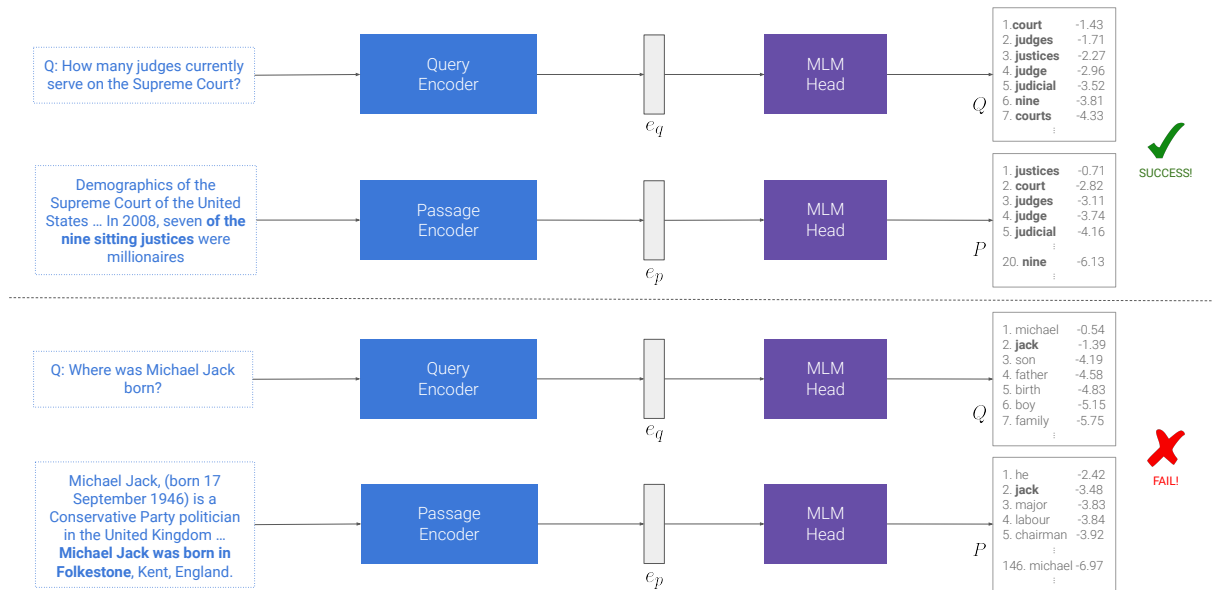 Q: How many judges currently
serve on the Supreme Court?
Query
Encoder
e_q
MLM
Head
Q
1. court -1.43
2. judges -1.71
3. justices -2.27
4. judge -2.96
5. judicial -3.52
6. nine -3.81
7. courts -4.33
⋮
SUCCESS!
Demographics of the
Supreme Court of the United
States ... In 2008, seven of the
nine sitting justices were
millionaires
Passage
Encoder
e_p
MLM
Head
P
1. justices -0.71
2. court -2.82
3. judges -3.11
4. judge -3.74
5. judicial -4.16
⋮
20. nine -6.13
⋮
Q: Where was Michael Jack
born?
Query
Encoder
e_q
MLM
Head
Q
1. michael -0.54
2. jack -1.39
3. son -4.19
4. father -4.58
5. birth -4.83
6. boy -5.15
7. family -5.75
⋮
FAIL!
Michael Jack, (born 17
September 1946) is a
Conservative Party politician
in the United Kingdom ...
Michael Jack was born in
Folkestone, Kent, England.
Passage
Encoder
e_p
MLM
Head
P
1. he -2.42
2. jack -3.48
3. major -3.83
4. labour -3.84
5. chairman -3.92
⋮
146. michael -6.97
⋮